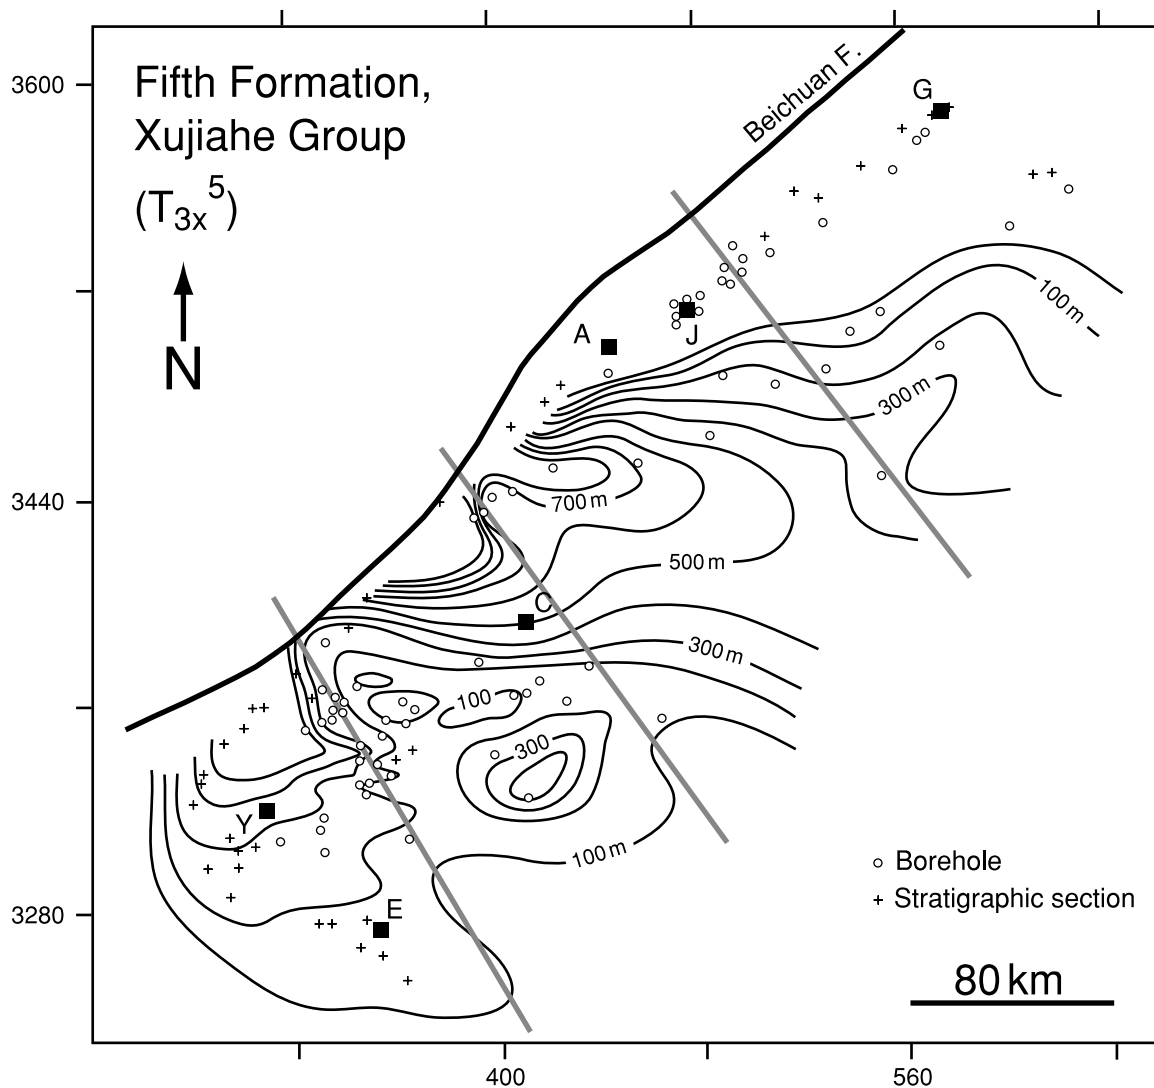 3600
3440
3280
Fifth Formation,
Xujiahe Group
(T3x5)
N
Beichuan F.
G
A
J
C
Y
E
100 m
300 m
700 m
500 m
300 m
100
300
100 m
Borehole
Stratigraphic section
80 km
400
560